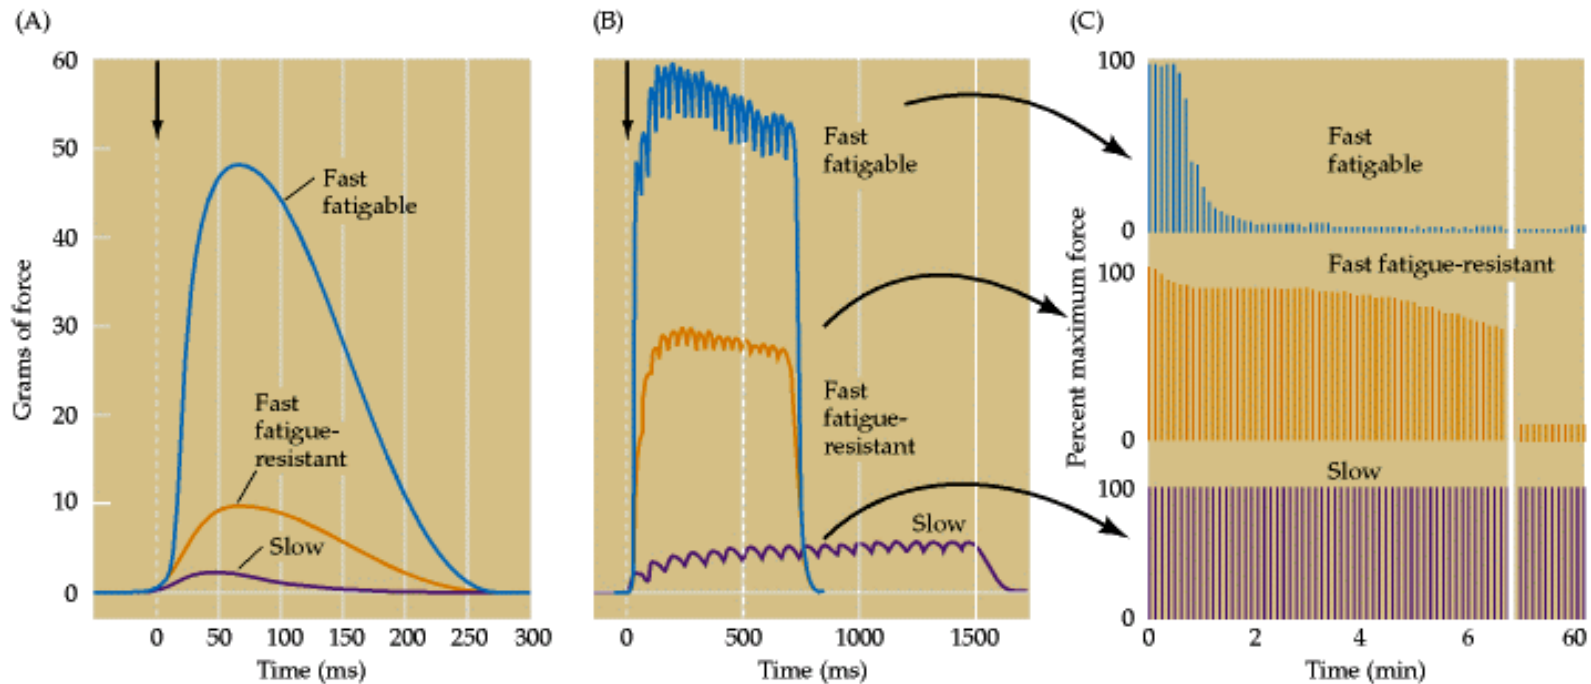 (A)
60
50
40
30
20
10
0
Grams of force
Fast
fatigable
Fast
fatigue-
resistant
Slow
0 50 100 150 200 250 300
Time (ms)
(B)
Fast
fatigable
Fast
fatigue-
resistant
Slow
0 500 1000 1500
Time (ms)
(C)
Percent maximum force
100
Fast
fatigable
0
100
Fast fatigue-resistant
0
Slow
100
0
0 2 4 6 60
Time (min)